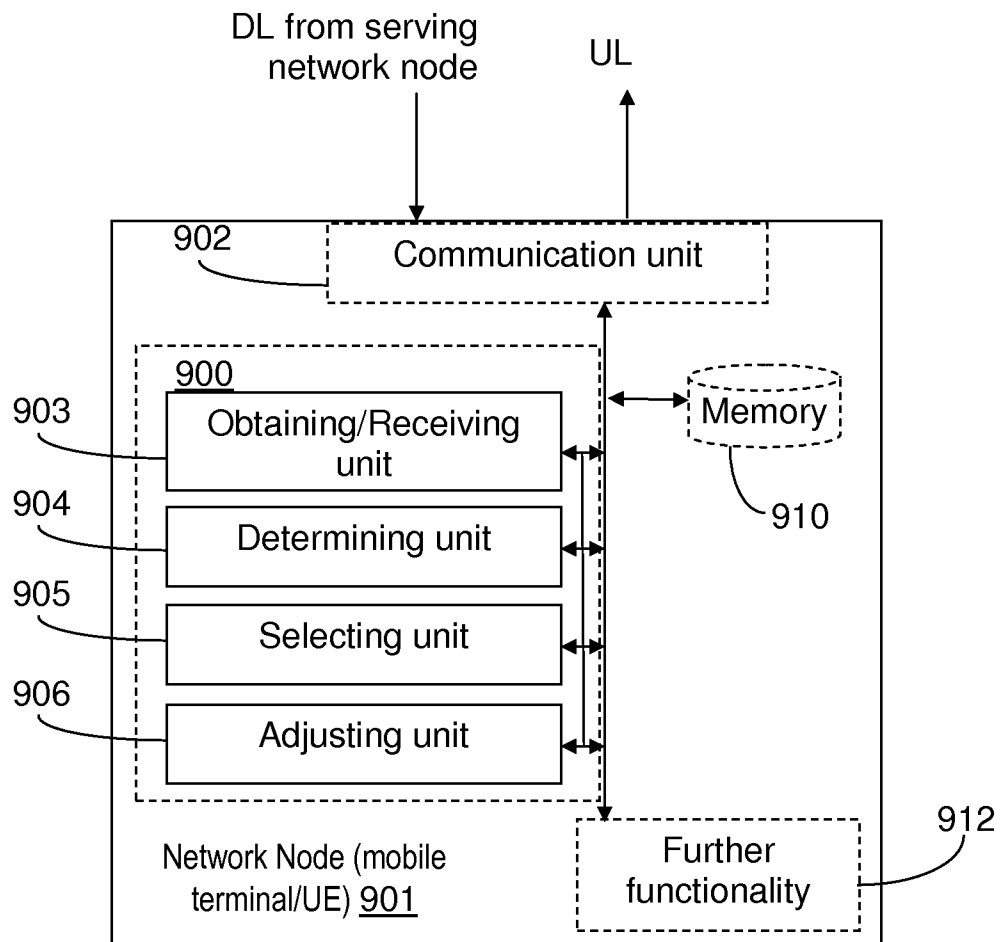 DL from serving
network node
UL
902
Communication unit
900
903
Obtaining/Receiving
unit
Memory
904
Determining unit
910
905
Selecting unit
906
Adjusting unit
912
Network Node (mobile
terminal/UE) 901
Further
functionality